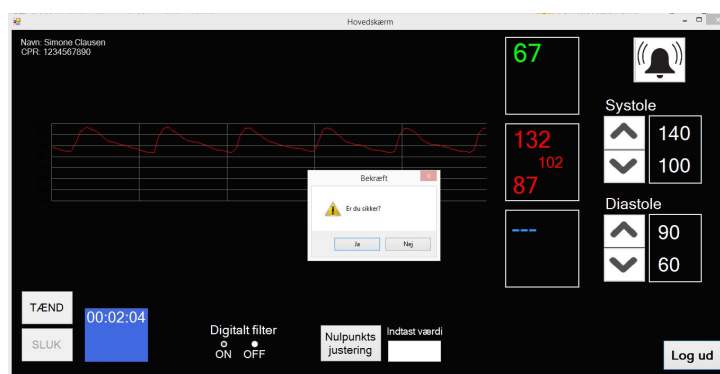 Hovedskærm
Navn: Simone Clausen
CPR: 1234567890
67
132
102
87
---
Systole
140
100
Diastole
90
60
Bekræft
Er du sikker?
Ja
Nej
TÆND
SLUK
00:02:04
Digitalt filter
ON OFF
Nulpunkts
justering
Indtast værdi
Log ud